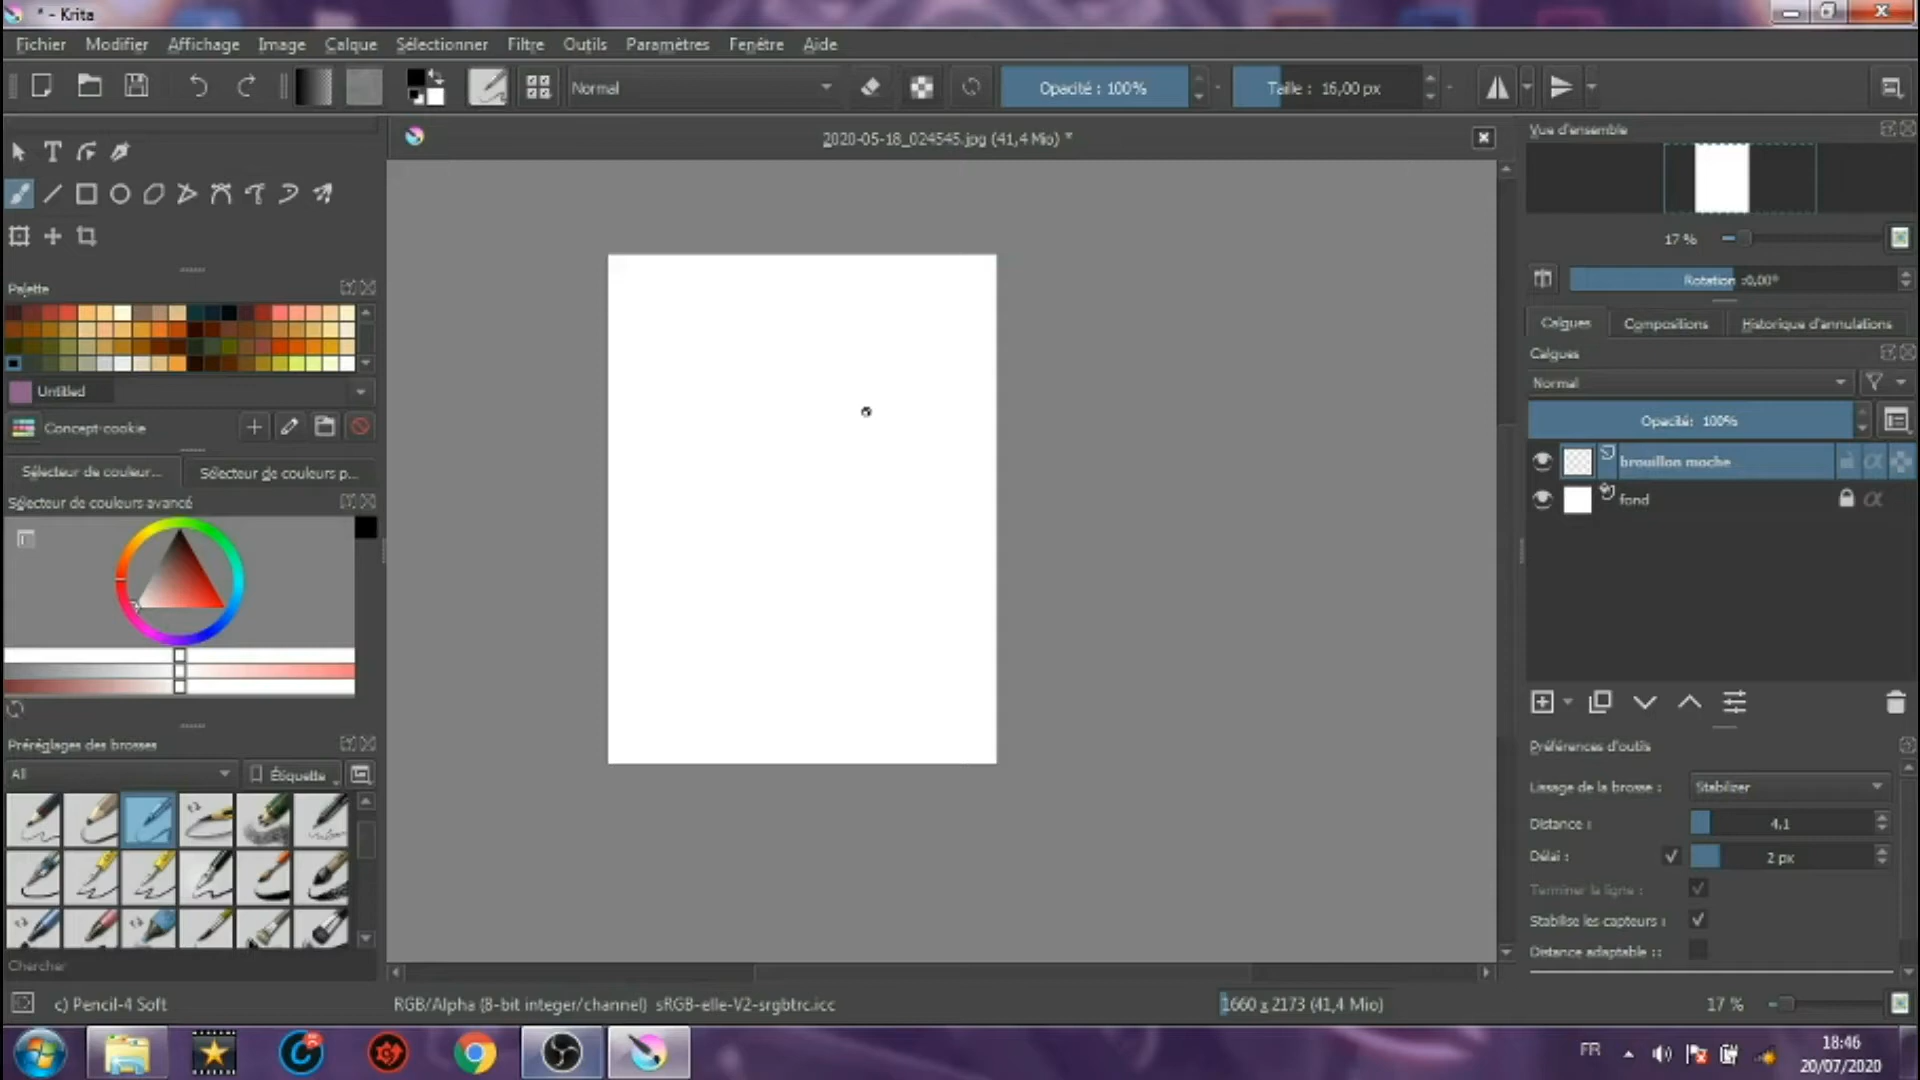 * - Krita
Fichier Modifier Affichage Image Calque Sélectionner Filtre Outils Paramètres Fenêtre Aide
Normal Opacité : 100% Taille : 16,00 px
2020-05-18_024545.jpg (41,4 Mio) *
Vue d'ensemble
17 %
Rotation :0,00°
Palette
Untitled
Concept-cookie
Sélecteur de couleur... Sélecteur de couleurs p...
Sélecteur de couleurs avancé
Calques Compositions Historique d'annulations
Calques
Normal
Opacité: 100%
brouillon moche
fond
Préréglages des brosses
All Étiquette
Chercher
Préférences d'outils
Lissage de la brosse : Stabilizer
Distance : 4,1
Délai : 2 px
Terminer la ligne :
Stabilise les capteurs :
Distance adaptable ::
c) Pencil-4 Soft RGB/Alpha (8-bit integer/channel) sRGB-elle-V2-srgbtrc.icc 1660 x 2173 (41,4 Mio) 17 %
FR 18:46
20/07/2020